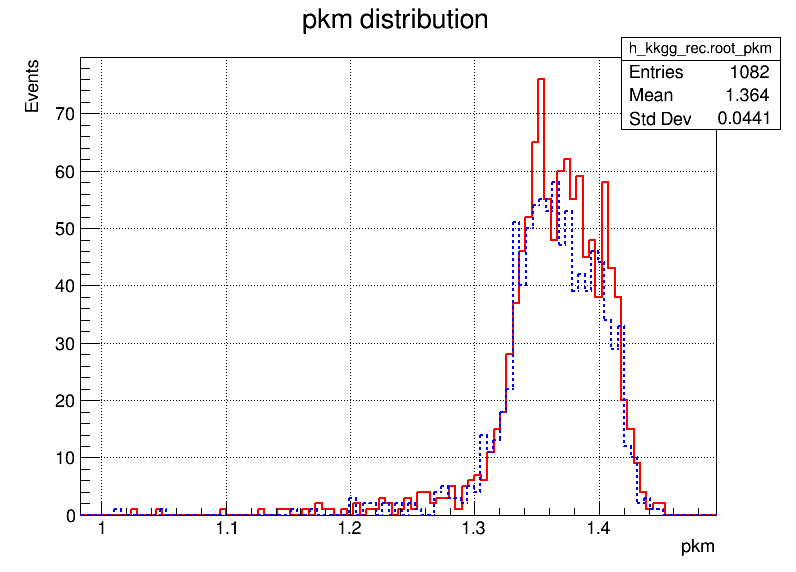 pkm distribution
h_kkgg_rec.root_pkm
Entries 1082
Mean 1.364
Std Dev 0.0441
Events
70
60
50
40
30
20
10
0
1 1.1 1.2 1.3 1.4
pkm